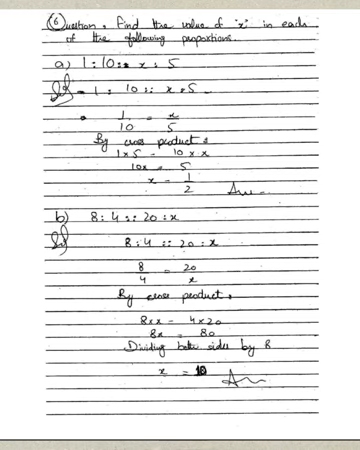 (6) Question: Find the value of 'x' in each
of the following proportions.
a) 1 : 10 :: x : 5
Sol - 1 : 10 :: x : 5
1/10 = x/5
By cross product:
1 x 5 = 10 x x
10x = 5
x = 1/2 Ans
b) 8 : 4 :: 20 : x
Sol 8 : 4 :: 20 : x
8/4 = 20/x
By cross product:
8 x x = 4 x 20
8x = 80
Dividing both sides by 8
x = 10 Ans